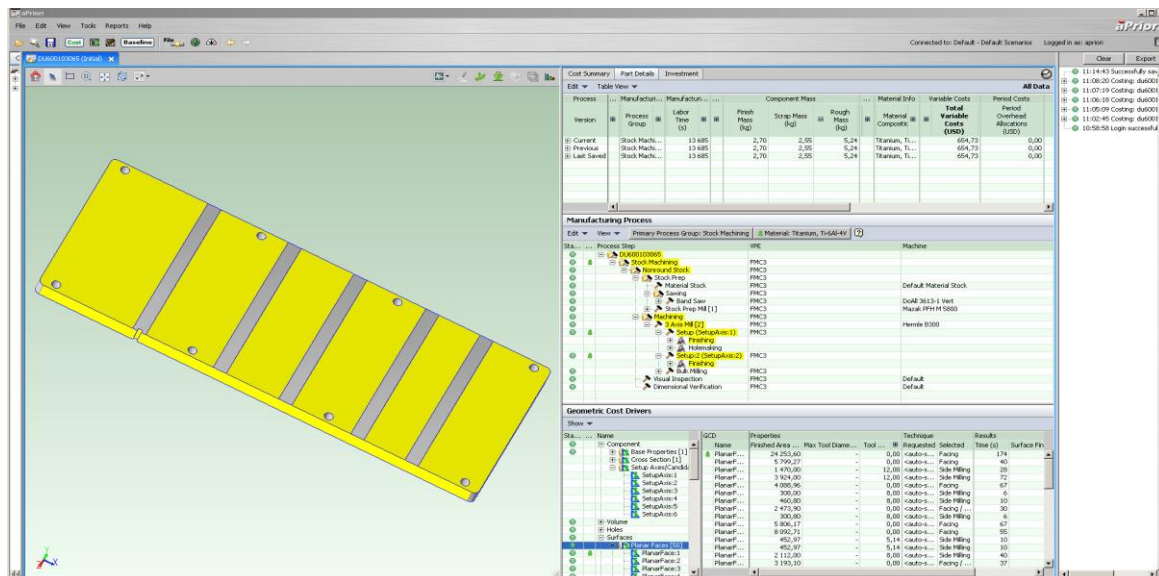 aPriori
File Edit View Tools Reports Help
aPriori
Cost Baseline File Connected to: Default - Default Scenarios Logged in as: apriori
DU600103065 (Initial) x
Clear Export
Cost Summary Part Details Investment
Edit Table View All Data
Process ... Manufacturi... Manufacturi... ... Component Mass ... Material Info Variable Costs Period Costs
Version Process Group Labor Time (s) Finish Mass (kg) Scrap Mass (kg) Rough Mass (kg) Material Compositic Total Variable Costs (USD) Period Overhead Allocations (USD)
Current Stock Machi... 13 685 2,70 2,55 5,24 Titanium, Ti... 654,73 0,00
Previous Stock Machi... 13 685 2,70 2,55 5,24 Titanium, Ti... 654,73 0,00
Last Saved Stock Machi... 13 685 2,70 2,55 5,24 Titanium, Ti... 654,73 0,00
11:14:43 Successfully sav
11:08:20 Costing: du6001
11:07:19 Costing: du6001
11:06:18 Costing: du6001
11:05:09 Costing: du6001
11:02:45 Costing: du6001
10:58:58 Login successful
Manufacturing Process
Edit View Primary Process Group: Stock Machining Material: Titanium, Ti-6Al-4V
Sta... ... Process Step VPE Machine
DU600103065
Stock Machining FMC3
Nonround Stock FMC3
Stock Prep FMC3
Material Stock FMC3 Default Material Stock
Sawing FMC3
Band Saw FMC3 DoAll 3613-1 Vert
Stock Prep Mill [1] FMC3 Mazak PFH M 5800
Machining FMC3
3 Axis Mill [2] FMC3 Hermle B300
Setup (SetupAxis:1) FMC3
Finishing
Holemaking
Setup:2 (SetupAxis:2) FMC3
Finishing
Bulk Milling FMC3
Visual Inspection FMC3 Default
Dimensional Verification FMC3 Default
Geometric Cost Drivers
Show
Sta... ... Name
Component
Base Properties [1]
Cross Section [1]
Setup Axes/Candid
SetupAxis:1
SetupAxis:2
SetupAxis:3
SetupAxis:4
SetupAxis:5
SetupAxis:6
Volume
Holes
Surfaces
Planar Faces [50]
PlanarFace:1
PlanarFace:2
PlanarFace:3
GCD Properties Technique Results
Name Finished Area ... Max Tool Diame... Tool ... Requested Selected Time (s) Surface Fin
PlanarF... 24 253,60 - 0,00 <auto-s... Facing 174
PlanarF... 5 799,27 - 0,00 <auto-s... Facing 40
PlanarF... 1 470,00 - 12,00 <auto-s... Side Milling 28
PlanarF... 3 924,00 - 12,00 <auto-s... Side Milling 72
PlanarF... 4 088,96 - 0,00 <auto-s... Facing 67
PlanarF... 308,00 - 0,00 <auto-s... Side Milling 6
PlanarF... 460,80 - 8,00 <auto-s... Side Milling 10
PlanarF... 2 473,90 - 0,00 <auto-s... Facing / ... 30
PlanarF... 300,80 - 8,00 <auto-s... Side Milling 6
PlanarF... 5 806,17 - 0,00 <auto-s... Facing 67
PlanarF... 8 092,71 - 0,00 <auto-s... Facing 55
PlanarF... 452,97 - 5,14 <auto-s... Side Milling 10
PlanarF... 452,97 - 5,14 <auto-s... Side Milling 10
PlanarF... 2 112,00 - 8,00 <auto-s... Side Milling 40
PlanarF... 3 193,10 - 0,00 <auto-s... Facing / ... 37
Z Y X